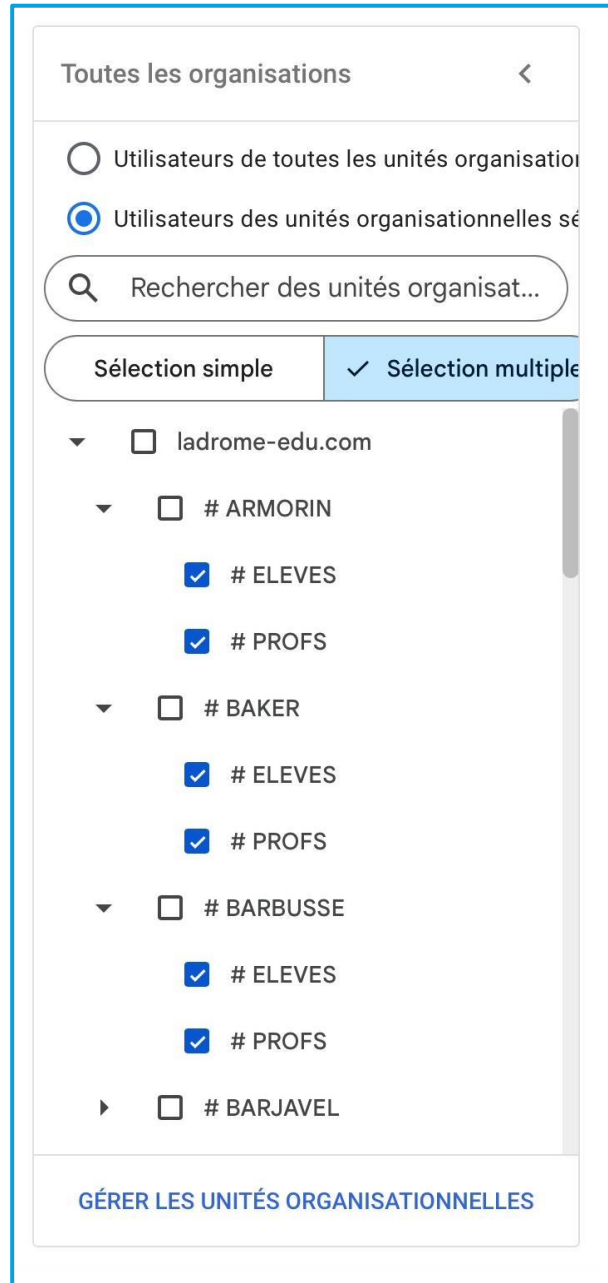 Toutes les organisations
Utilisateurs de toutes les unités organisation
Utilisateurs des unités organisationnelles sé
Rechercher des unités organisat...
Sélection simple
Sélection multiple
ladrome-edu.com
# ARMORIN
# ELEVES
# PROFS
# BAKER
# ELEVES
# PROFS
# BARBUSSE
# ELEVES
# PROFS
# BARJAVEL
GÉRER LES UNITÉS ORGANISATIONNELLES